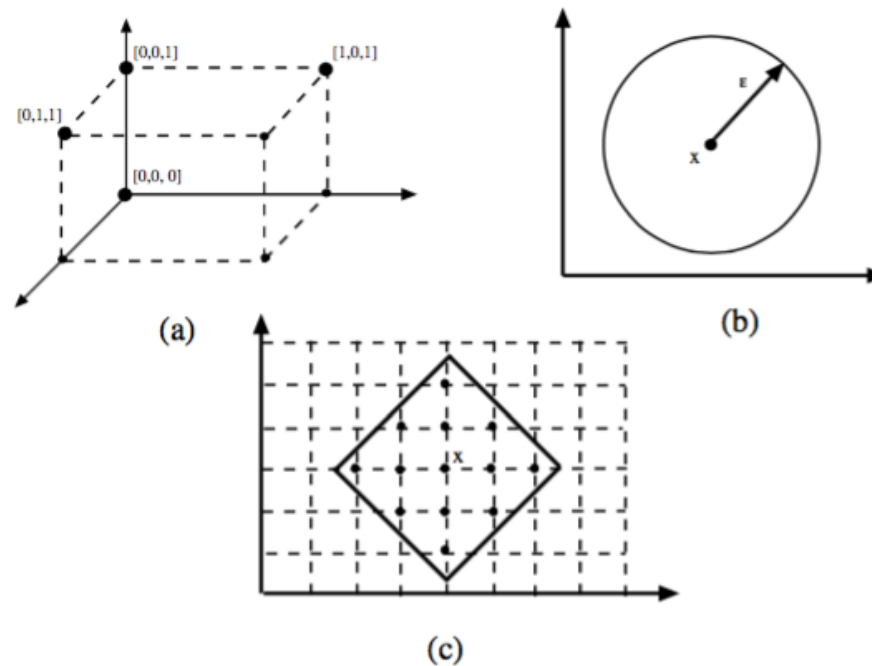 [0,0,1]
[1,0,1]
[0,1,1]
[0,0, 0]
(a)
ε
x
(b)
x
(c)